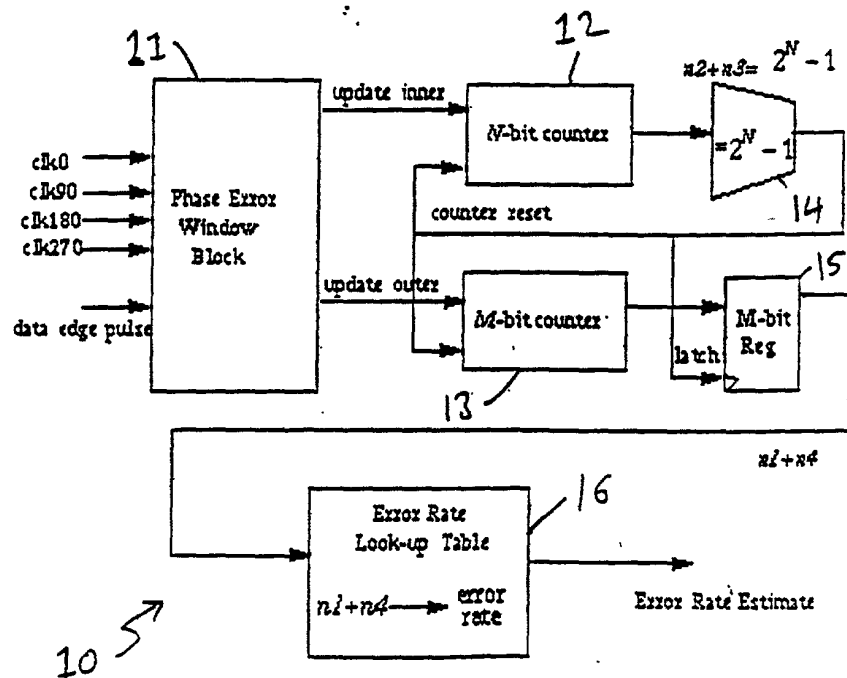 11
12
n2+n3= 2^N - 1
update inner
N-bit counter
= 2^N - 1
clk0
clk90
clk180
clk270
Phase Error
Window
Block
counter reset
14
15
update outer
M-bit counter
M-bit
Reg
data edge pulse
latch
13
n1+n4
16
Error Rate
Look-up Table
n1+n4
error
rate
Error Rate Estimate
10